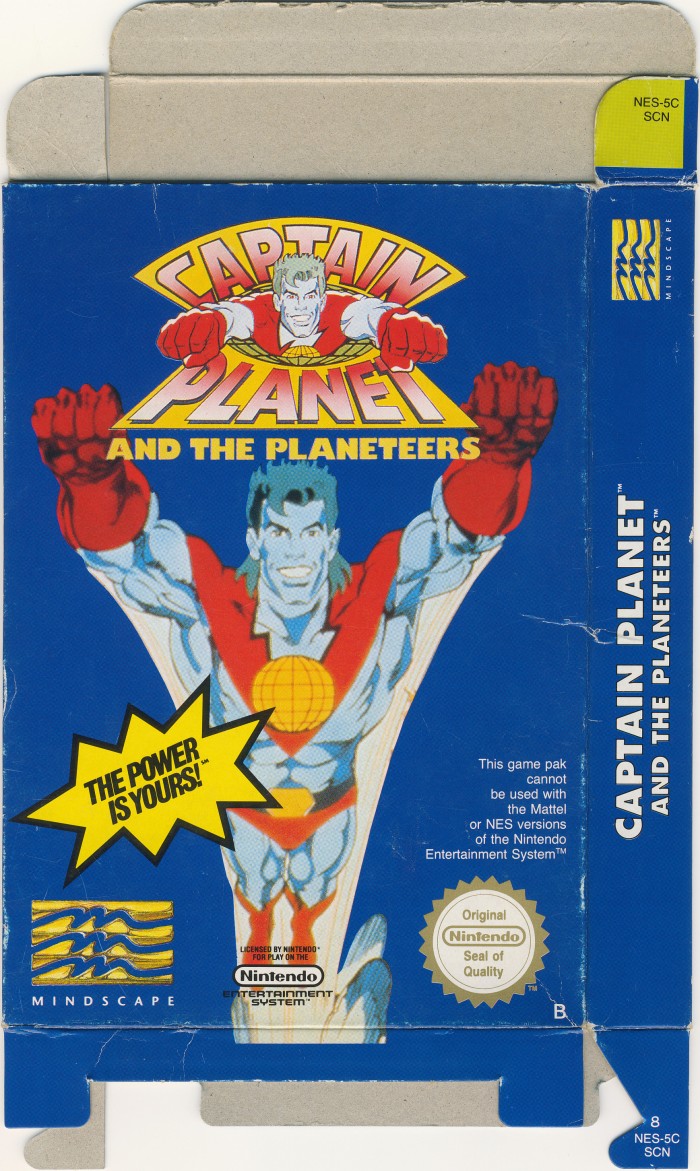 NES-5C
SCN
MINDSCAPE
CAPTAIN
PLANET
AND THE PLANETEERS
THE POWER
IS YOURS!℠
This game pak
cannot
be used with
the Mattel
or NES versions
of the Nintendo
Entertainment System™
Original
Nintendo
Seal of
Quality
™
MINDSCAPE
LICENSED BY NINTENDO®
FOR PLAY ON THE
Nintendo
ENTERTAINMENT
SYSTEM™
B
CAPTAIN PLANET™
AND THE PLANETEERS™
8
NES-5C
SCN